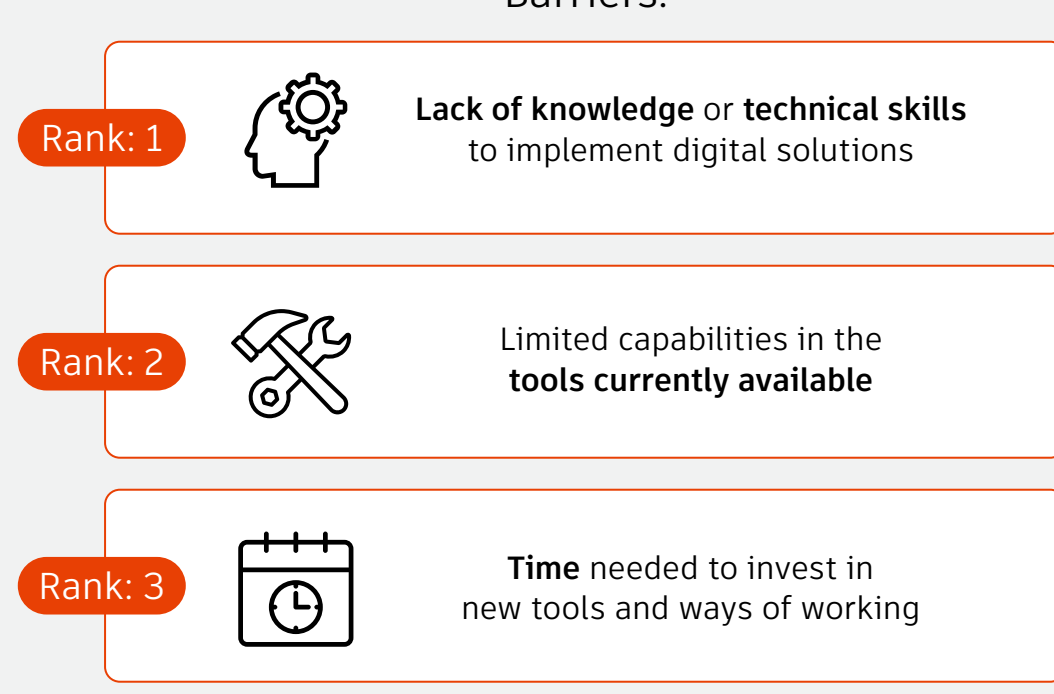 Barriers:
Rank: 1
Lack of knowledge or technical skills
to implement digital solutions
Rank: 2
Limited capabilities in the
tools currently available
Rank: 3
Time needed to invest in
new tools and ways of working